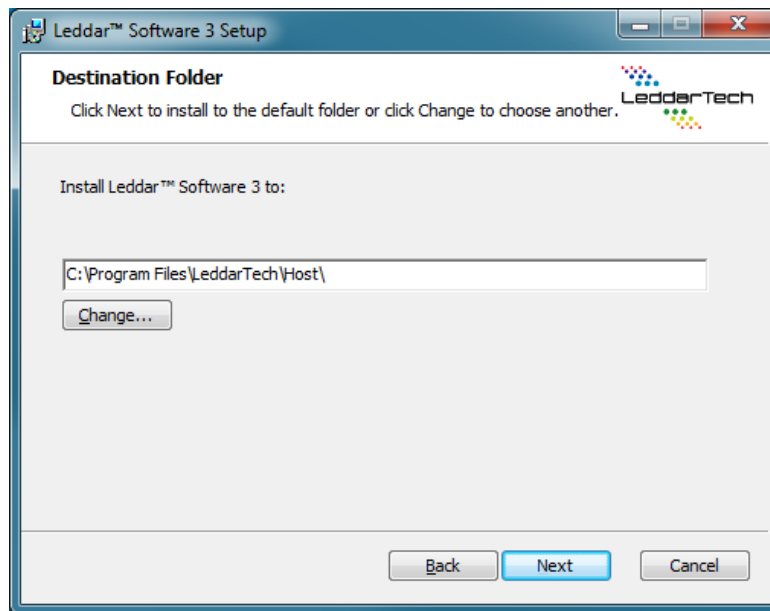 Leddar™ Software 3 Setup
Destination Folder
Click Next to install to the default folder or click Change to choose another.
LeddarTech
Install Leddar™ Software 3 to:
C:\Program Files\LeddarTech\Host\
Change...
Back
Next
Cancel